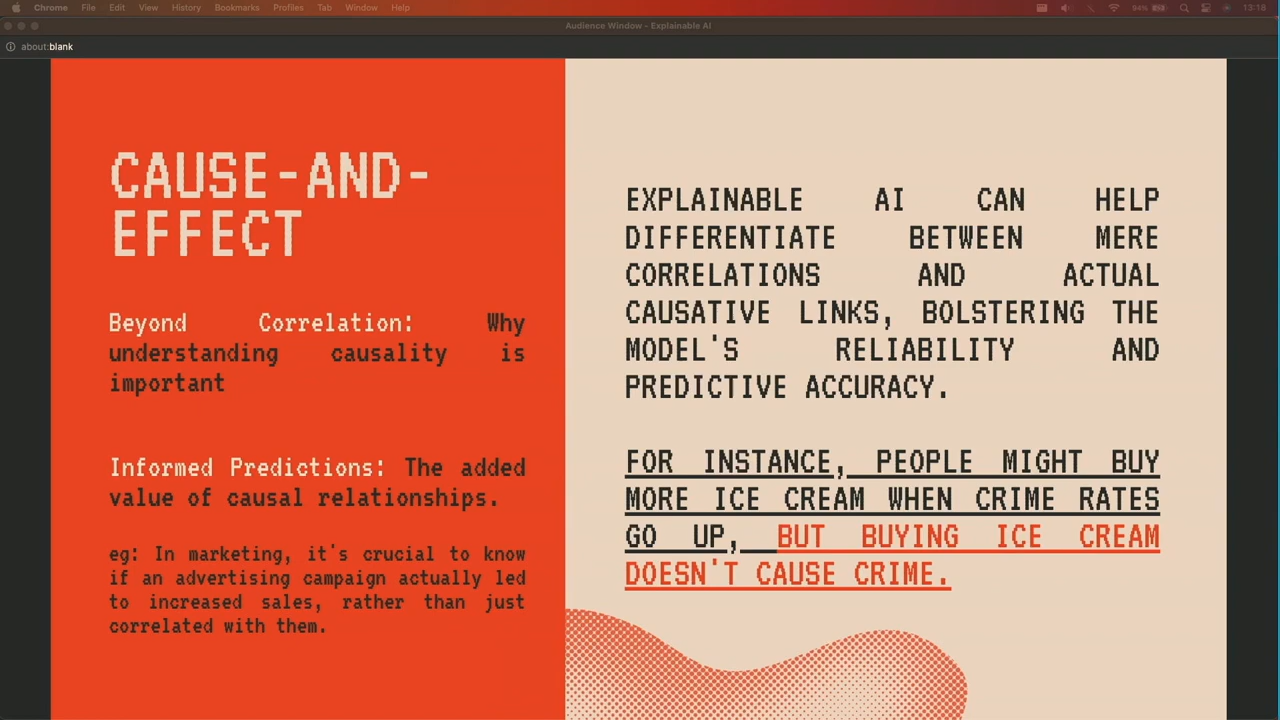 Chrome File Edit View History Bookmarks Profiles Tab Window Help 94% 13:18
Audience Window - Explainable AI
about:blank
CAUSE-AND-
EFFECT
Beyond Correlation: Why
understanding causality is
important
Informed Predictions: The added
value of causal relationships.
eg: In marketing, it's crucial to know
if an advertising campaign actually led
to increased sales, rather than just
correlated with them.
EXPLAINABLE AI CAN HELP
DIFFERENTIATE BETWEEN MERE
CORRELATIONS AND ACTUAL
CAUSATIVE LINKS, BOLSTERING THE
MODEL'S RELIABILITY AND
PREDICTIVE ACCURACY.
FOR INSTANCE, PEOPLE MIGHT BUY
MORE ICE CREAM WHEN CRIME RATES
GO UP, BUT BUYING ICE CREAM
DOESN'T CAUSE CRIME.